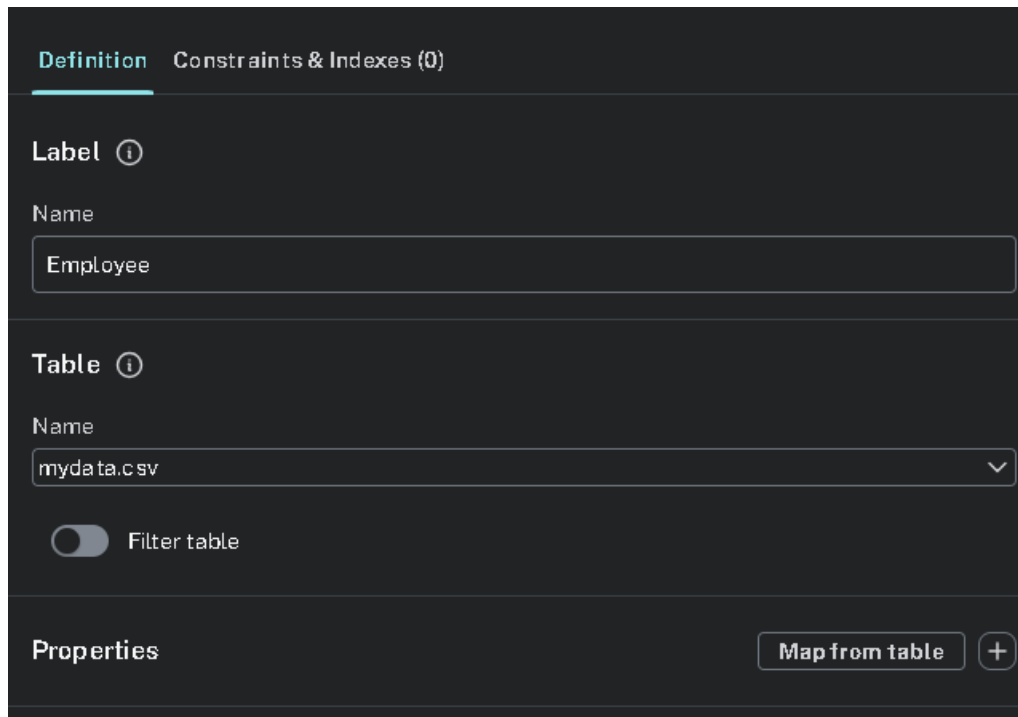 Definition Constraints & Indexes (0)
Label
Name
Employee
Table
Name
mydata.csv
Filter table
Properties Map from table